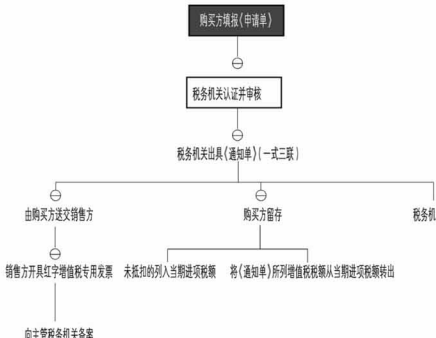 购买方填报《申请单》
税务机关认证并审核
税务机关出具《通知单》(一式三联)
由购买方送交销售方
购买方留存
税务机
销售方开具红字增值税专用发票
未抵扣的列入当期进项税额
将《通知单》所列增值税税额从当期进项税额转出
向主管税务机关备案